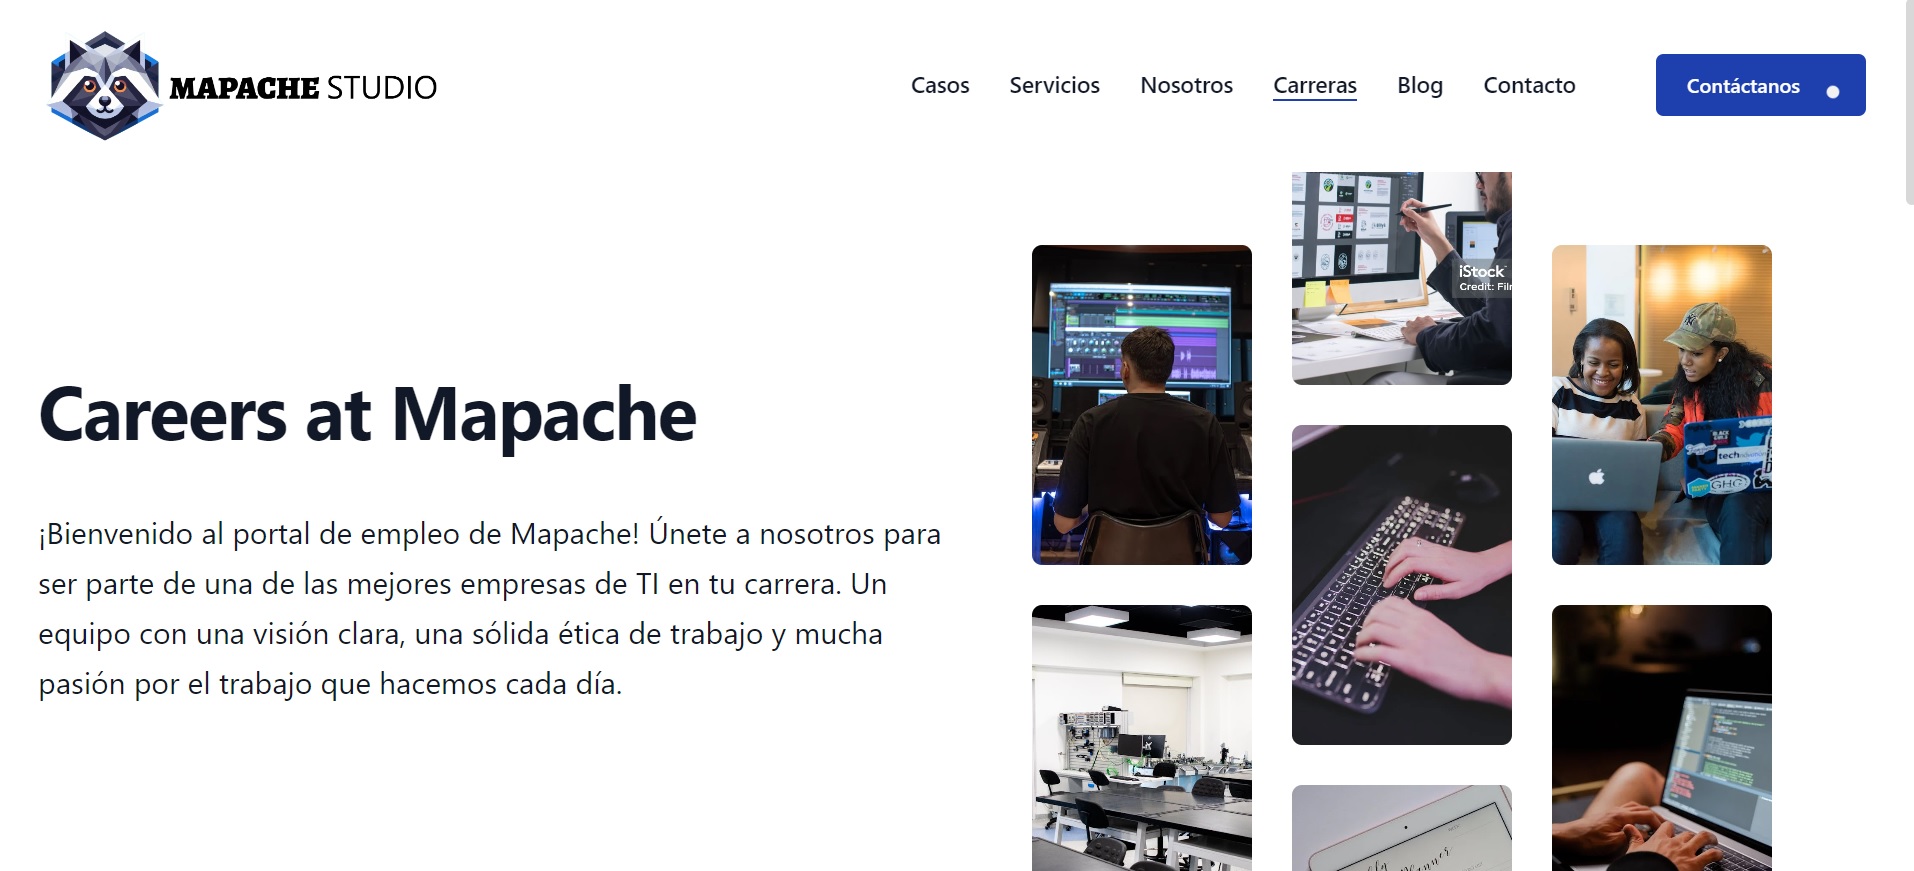 MAPACHE STUDIO
Casos Servicios Nosotros Carreras Blog Contacto
Contáctanos
iStock
Credit:
Careers at Mapache
¡Bienvenido al portal de empleo de Mapache! Únete a nosotros para
ser parte de una de las mejores empresas de TI en tu carrera. Un
equipo con una visión clara, una sólida ética de trabajo y mucha
pasión por el trabajo que hacemos cada día.
BLACK
tech
GHC